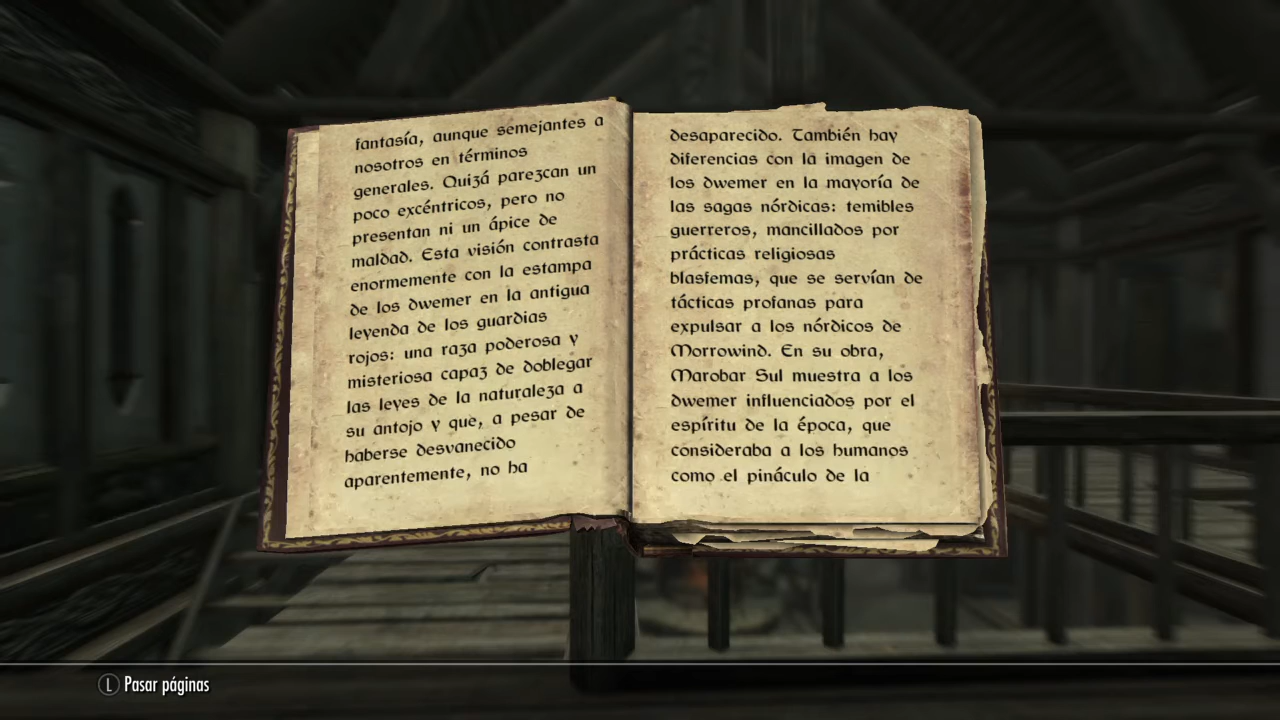 fantasía, aunque semejantes a
nosotros en términos
generales. Quizá parezcan un
poco excéntricos, pero no
presentan ni un ápice de
maldad. Esta visión contrasta
enormemente con la estampa
de los dwemer en la antigua
leyenda de los guardias
rojos: una raza poderosa y
misteriosa capaz de doblegar
las leyes de la naturaleza a
su antojo y que, a pesar de
haberse desvanecido
aparentemente, no ha
desaparecido. También hay
diferencias con la imagen de
los dwemer en la mayoría de
las sagas nórdicas: temibles
guerreros, mancillados por
prácticas religiosas
blasfemas, que se servían de
tácticas profanas para
expulsar a los nórdicos de
Morrowind. En su obra,
Marobar Sul muestra a los
dwemer influenciados por el
espíritu de la época, que
consideraba a los humanos
como el pináculo de la
L Pasar páginas